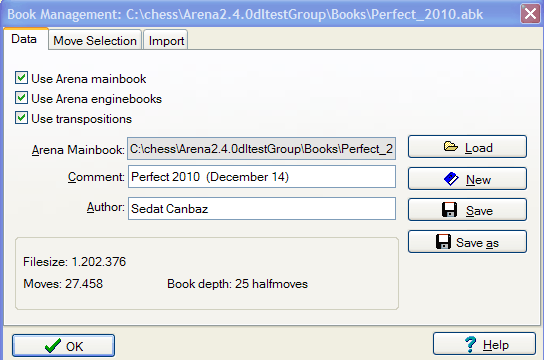 Book Management: C:\chess\Arena2.4.0dltestGroup\Books\Perfect_2010.abk
Data Move Selection Import
Use Arena mainbook
Use Arena enginebooks
Use transpositions
Arena Mainbook: C:\chess\Arena2.4.0dltestGroup\Books\Perfect_2 Load
Comment: Perfect 2010 (December 14) New
Author: Sedat Canbaz Save
Save as
Filesize: 1.202.376
Moves: 27.458 Book depth: 25 halfmoves
OK Help